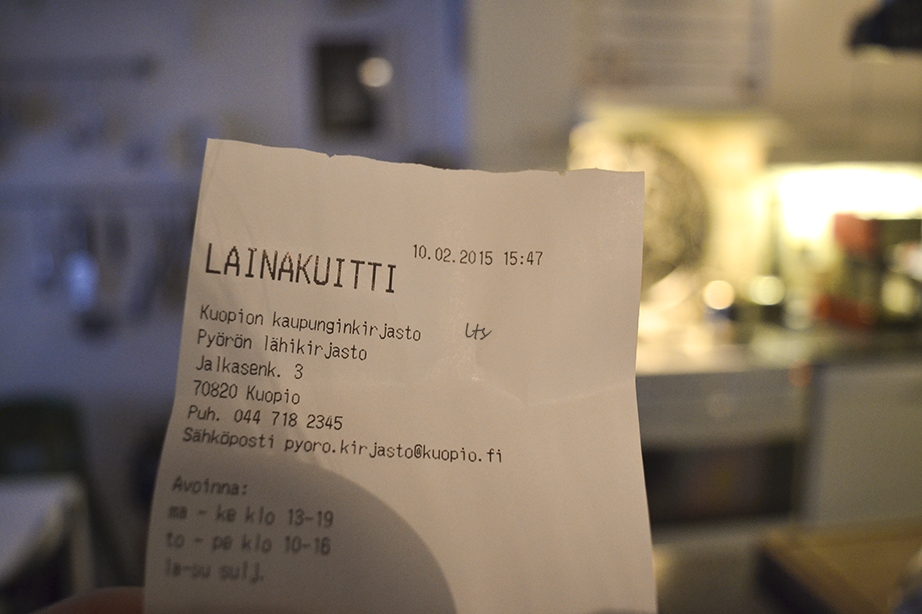 LAINAKUITTI 10.02.2015 15:47
Kuopion kaupunginkirjasto
Pyörön lähikirjasto
Jalkasenk. 3
70820 Kuopio
Puh. 044 718 2345
Sähköposti pyoro.kirjasto@kuopio.fi
Avoinna:
ma - ke klo 13-19
to - pe klo 10-16
la-su sulj.